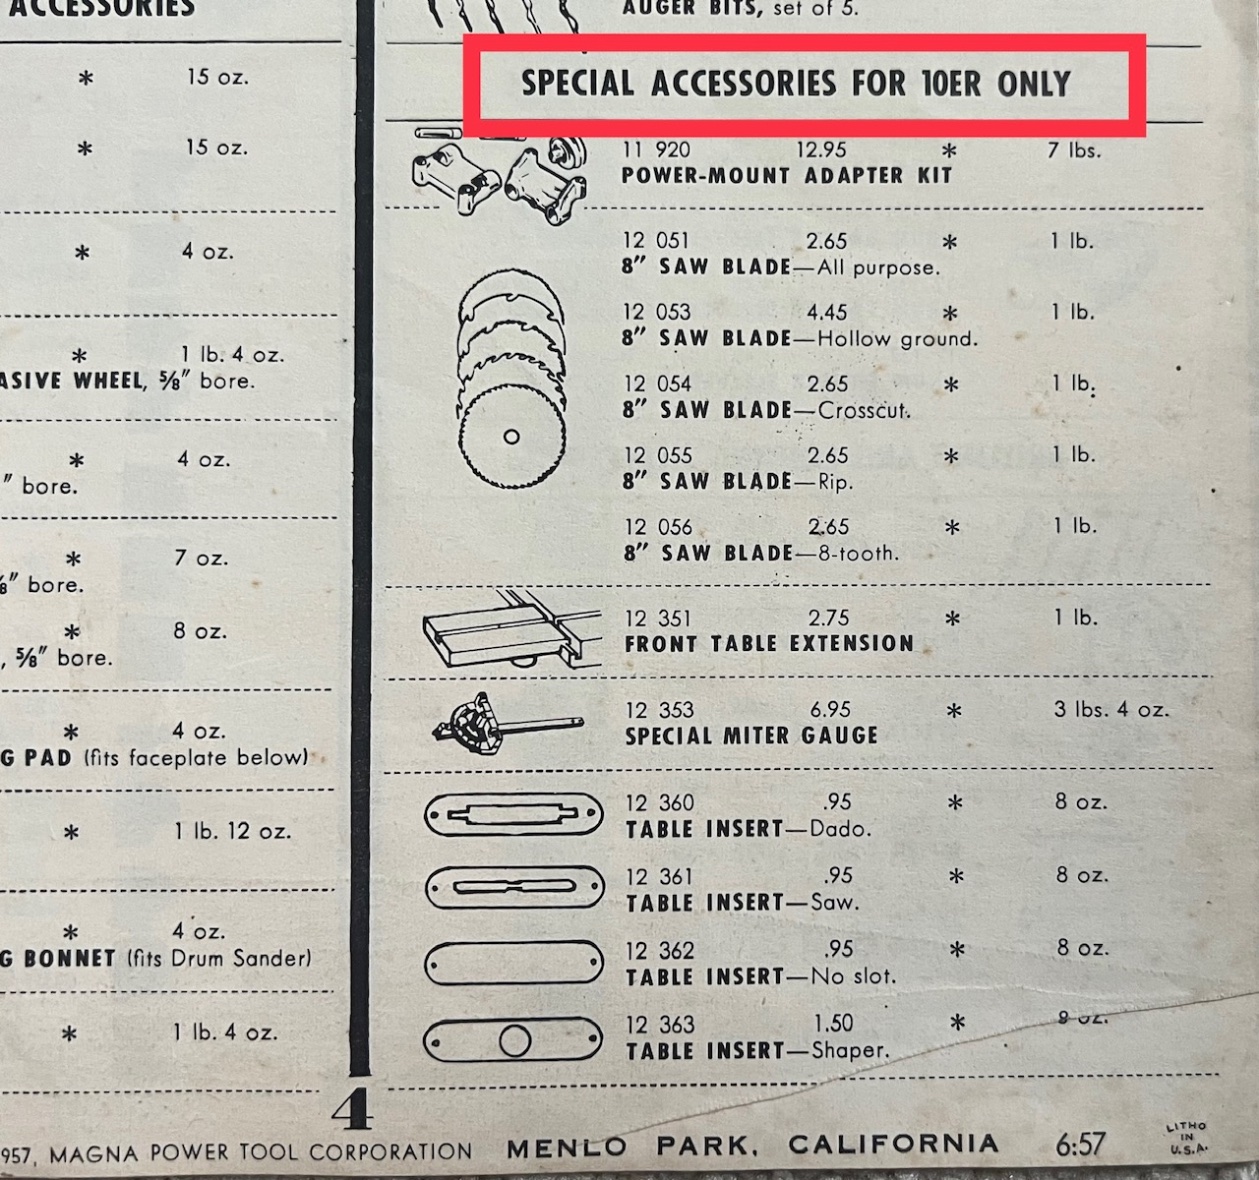 ACCESSORIES
* 15 oz.
* 15 oz.
* 4 oz.
* 1 lb. 4 oz.
ASIVE WHEEL, 5/8" bore.
* 4 oz.
" bore.
* 7 oz.
/8" bore.
* 8 oz.
, 5/8" bore.
* 4 oz.
G PAD (fits faceplate below)
* 1 lb. 12 oz.
* 4 oz.
G BONNET (fits Drum Sander)
* 1 lb. 4 oz.
AUGER BITS, set of 5.
SPECIAL ACCESSORIES FOR 10ER ONLY
11 920 12.95 * 7 lbs.
POWER-MOUNT ADAPTER KIT
12 051 2.65 * 1 lb.
8" SAW BLADE—All purpose.
12 053 4.45 * 1 lb.
8" SAW BLADE—Hollow ground.
12 054 2.65 * 1 lb.
8" SAW BLADE—Crosscut.
12 055 2.65 * 1 lb.
8" SAW BLADE—Rip.
12 056 2.65 * 1 lb.
8" SAW BLADE—8-tooth.
12 351 2.75 * 1 lb.
FRONT TABLE EXTENSION
12 353 6.95 * 3 lbs. 4 oz.
SPECIAL MITER GAUGE
12 360 .95 * 8 oz.
TABLE INSERT—Dado.
12 361 .95 * 8 oz.
TABLE INSERT—Saw.
12 362 .95 * 8 oz.
TABLE INSERT—No slot.
12 363 1.50 * oz.
TABLE INSERT—Shaper.
4
957, MAGNA POWER TOOL CORPORATION MENLO PARK, CALIFORNIA 6:57
LITHO
IN
U.S.A.